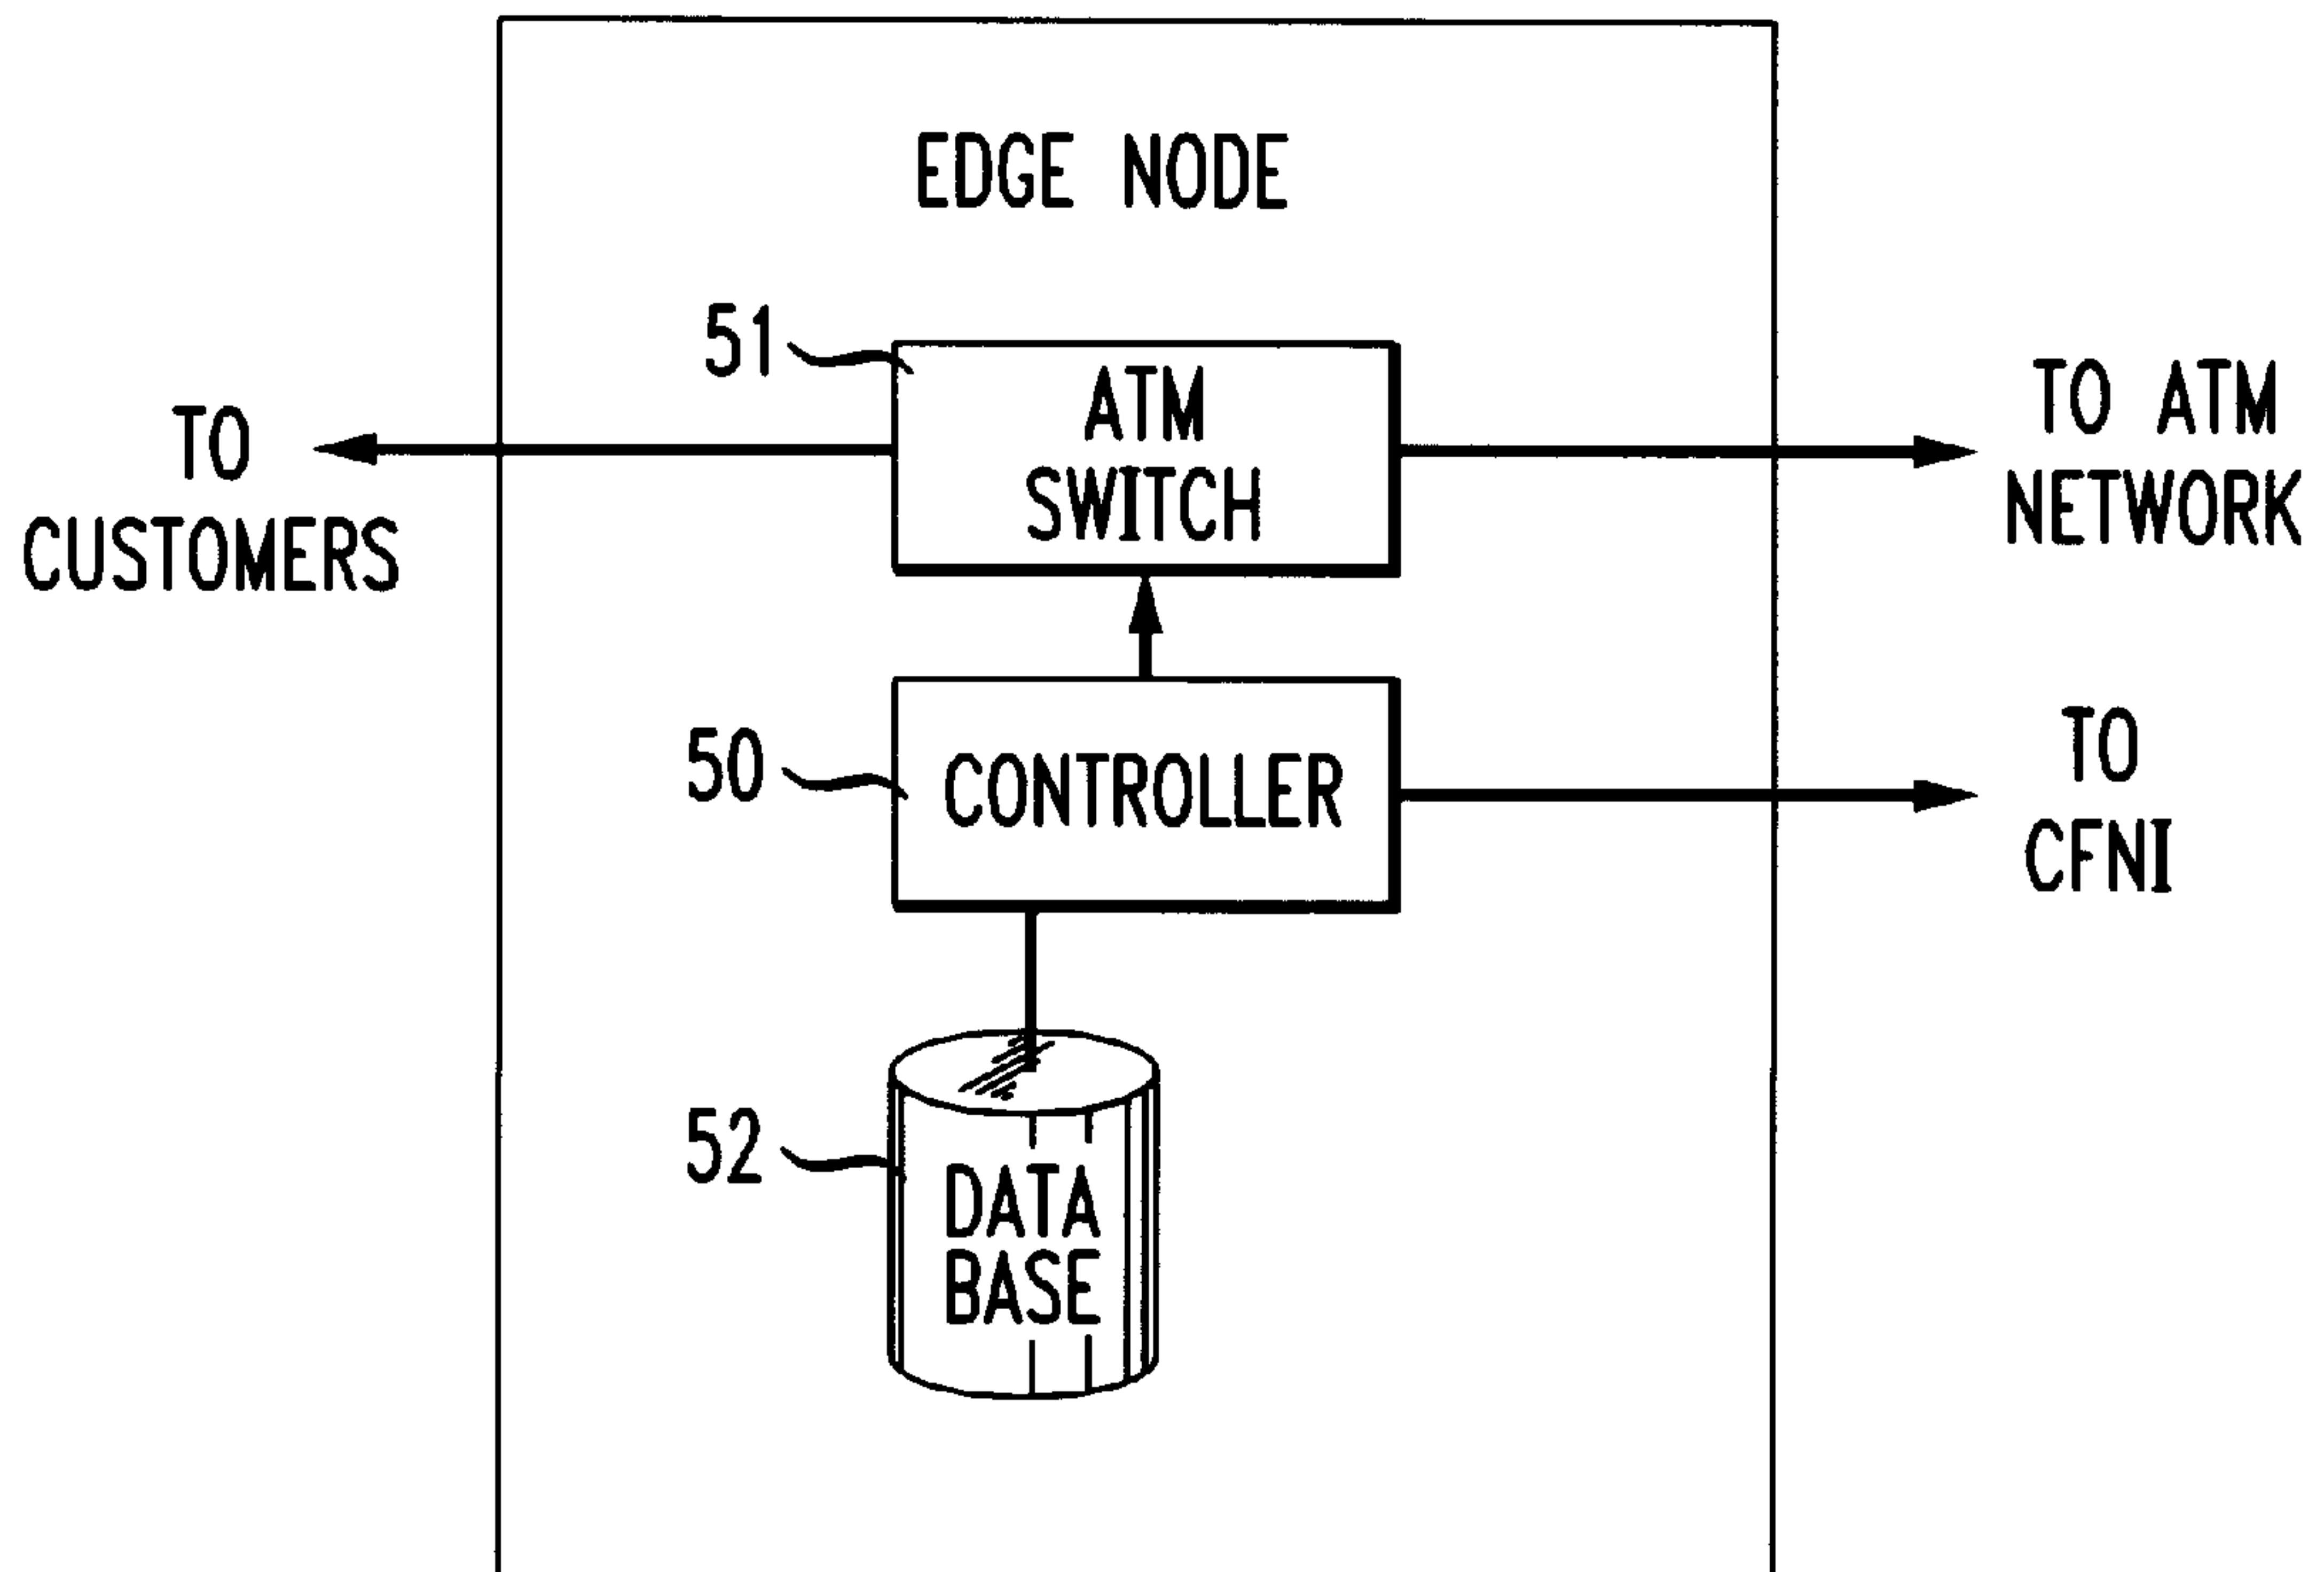 EDGE NODE
51
ATM
SWITCH
TO
CUSTOMERS
TO ATM
NETWORK
50
CONTROLLER
TO
CFNI
52
DATA
BASE